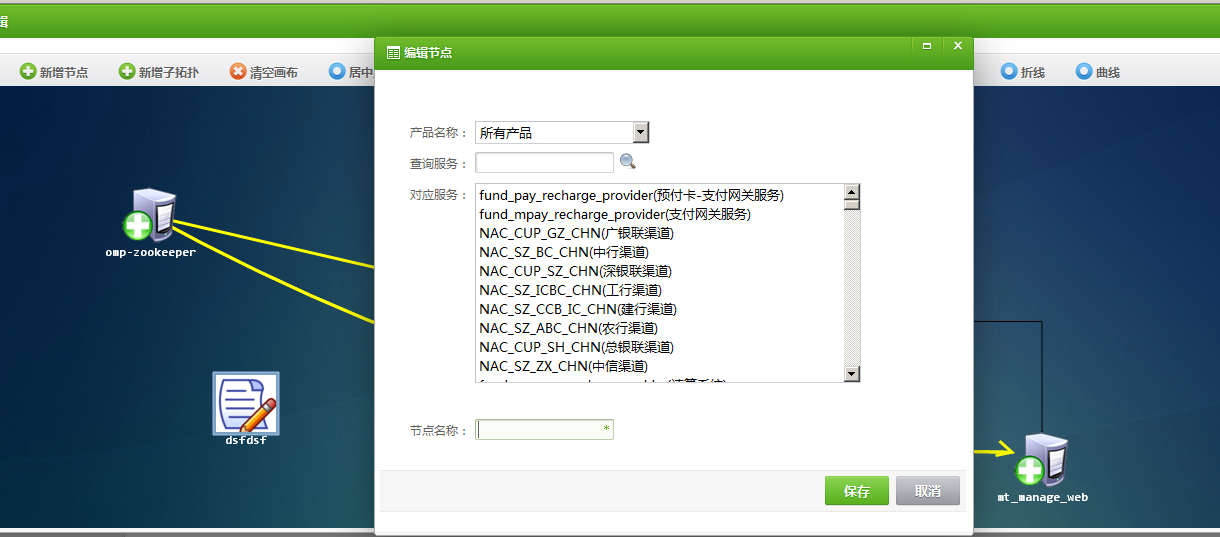 辑
编辑节点
新增节点
新增子拓扑
清空画布
居中
折线
曲线
产品名称：
所有产品
查询服务：
对应服务：
fund_pay_recharge_provider(预付卡-支付网关服务)
fund_mpay_recharge_provider(支付网关服务)
NAC_CUP_GZ_CHN(广银联渠道)
NAC_SZ_BC_CHN(中行渠道)
NAC_CUP_SZ_CHN(深银联渠道)
NAC_SZ_ICBC_CHN(工行渠道)
NAC_SZ_CCB_IC_CHN(建行渠道)
NAC_SZ_ABC_CHN(农行渠道)
NAC_CUP_SH_CHN(总银联渠道)
NAC_SZ_ZX_CHN(中信渠道)
omp-zookeeper
dsfdsf
节点名称：
*
保存
取消
mt_manage_web